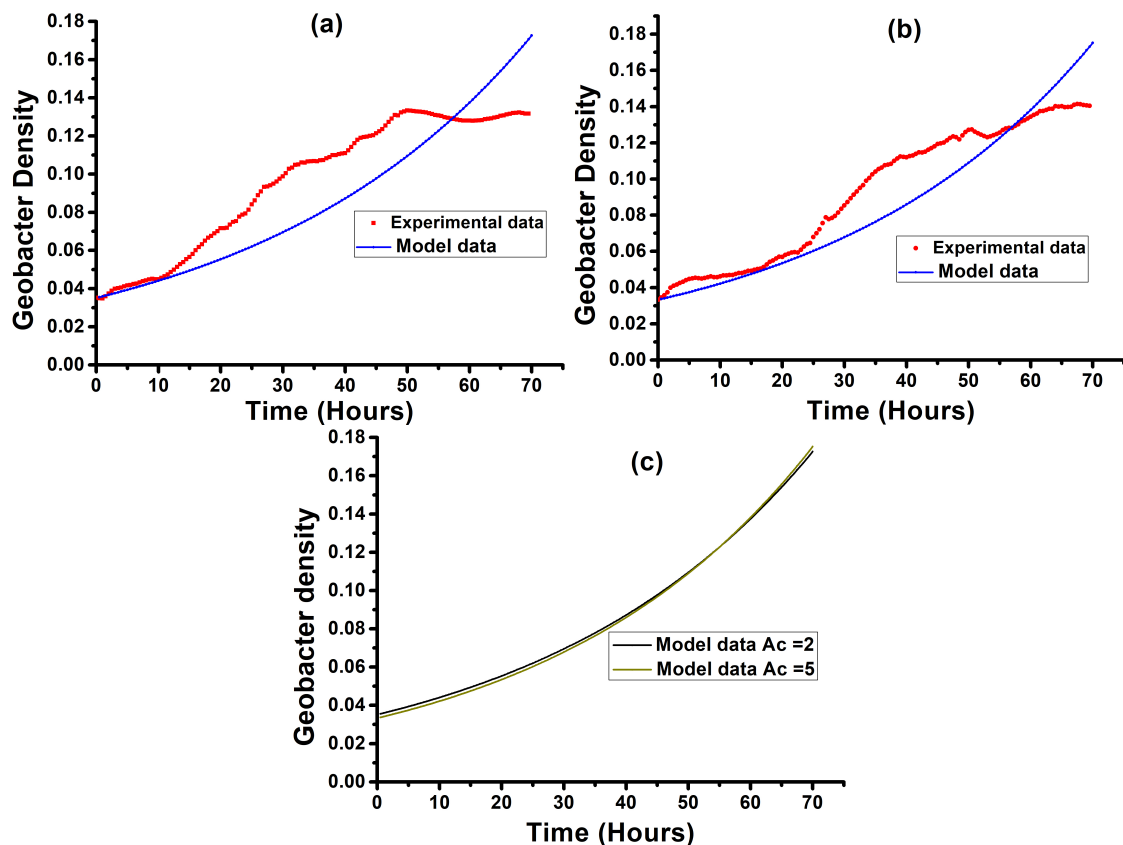 (a)
Geobacter Density
0.18
0.16
0.14
0.12
0.10
0.08
0.06
0.04
0.02
0.00
Experimental data
Model data
0 10 20 30 40 50 60 70
Time (Hours)
(b)
Geobacter Density
0.18
0.16
0.14
0.12
0.10
0.08
0.06
0.04
0.02
0.00
Experimental data
Model data
0 10 20 30 40 50 60 70
Time (Hours)
(c)
Geobacter density
0.18
0.16
0.14
0.12
0.10
0.08
0.06
0.04
0.02
0.00
Model data Ac =2
Model data Ac =5
0 10 20 30 40 50 60 70
Time (Hours)